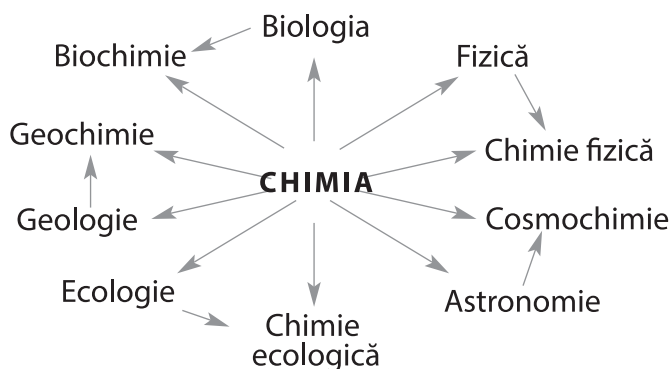 Biologia
Biochimie
Fizică
Geochimie
Chimie fizică
CHIMIA
Geologie
Cosmochimie
Ecologie
Astronomie
Chimie
ecologică